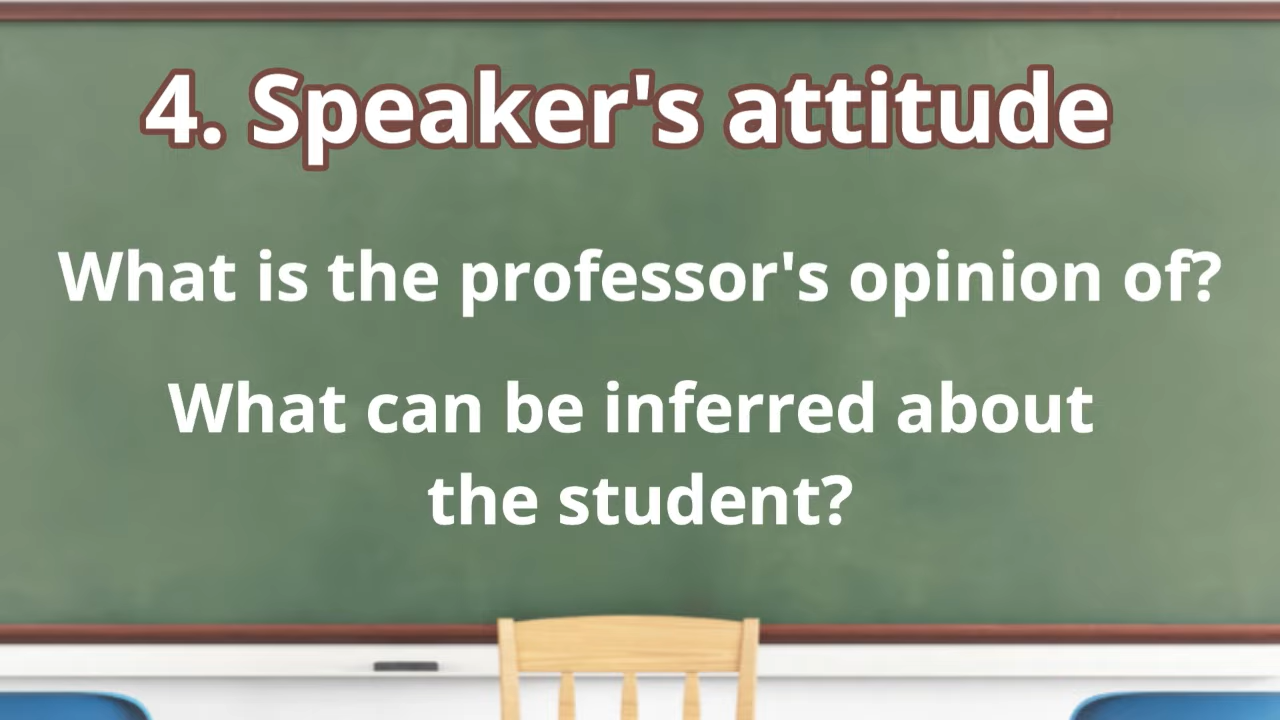 4. Speaker's attitude
What is the professor's opinion of?
What can be inferred about
the student?